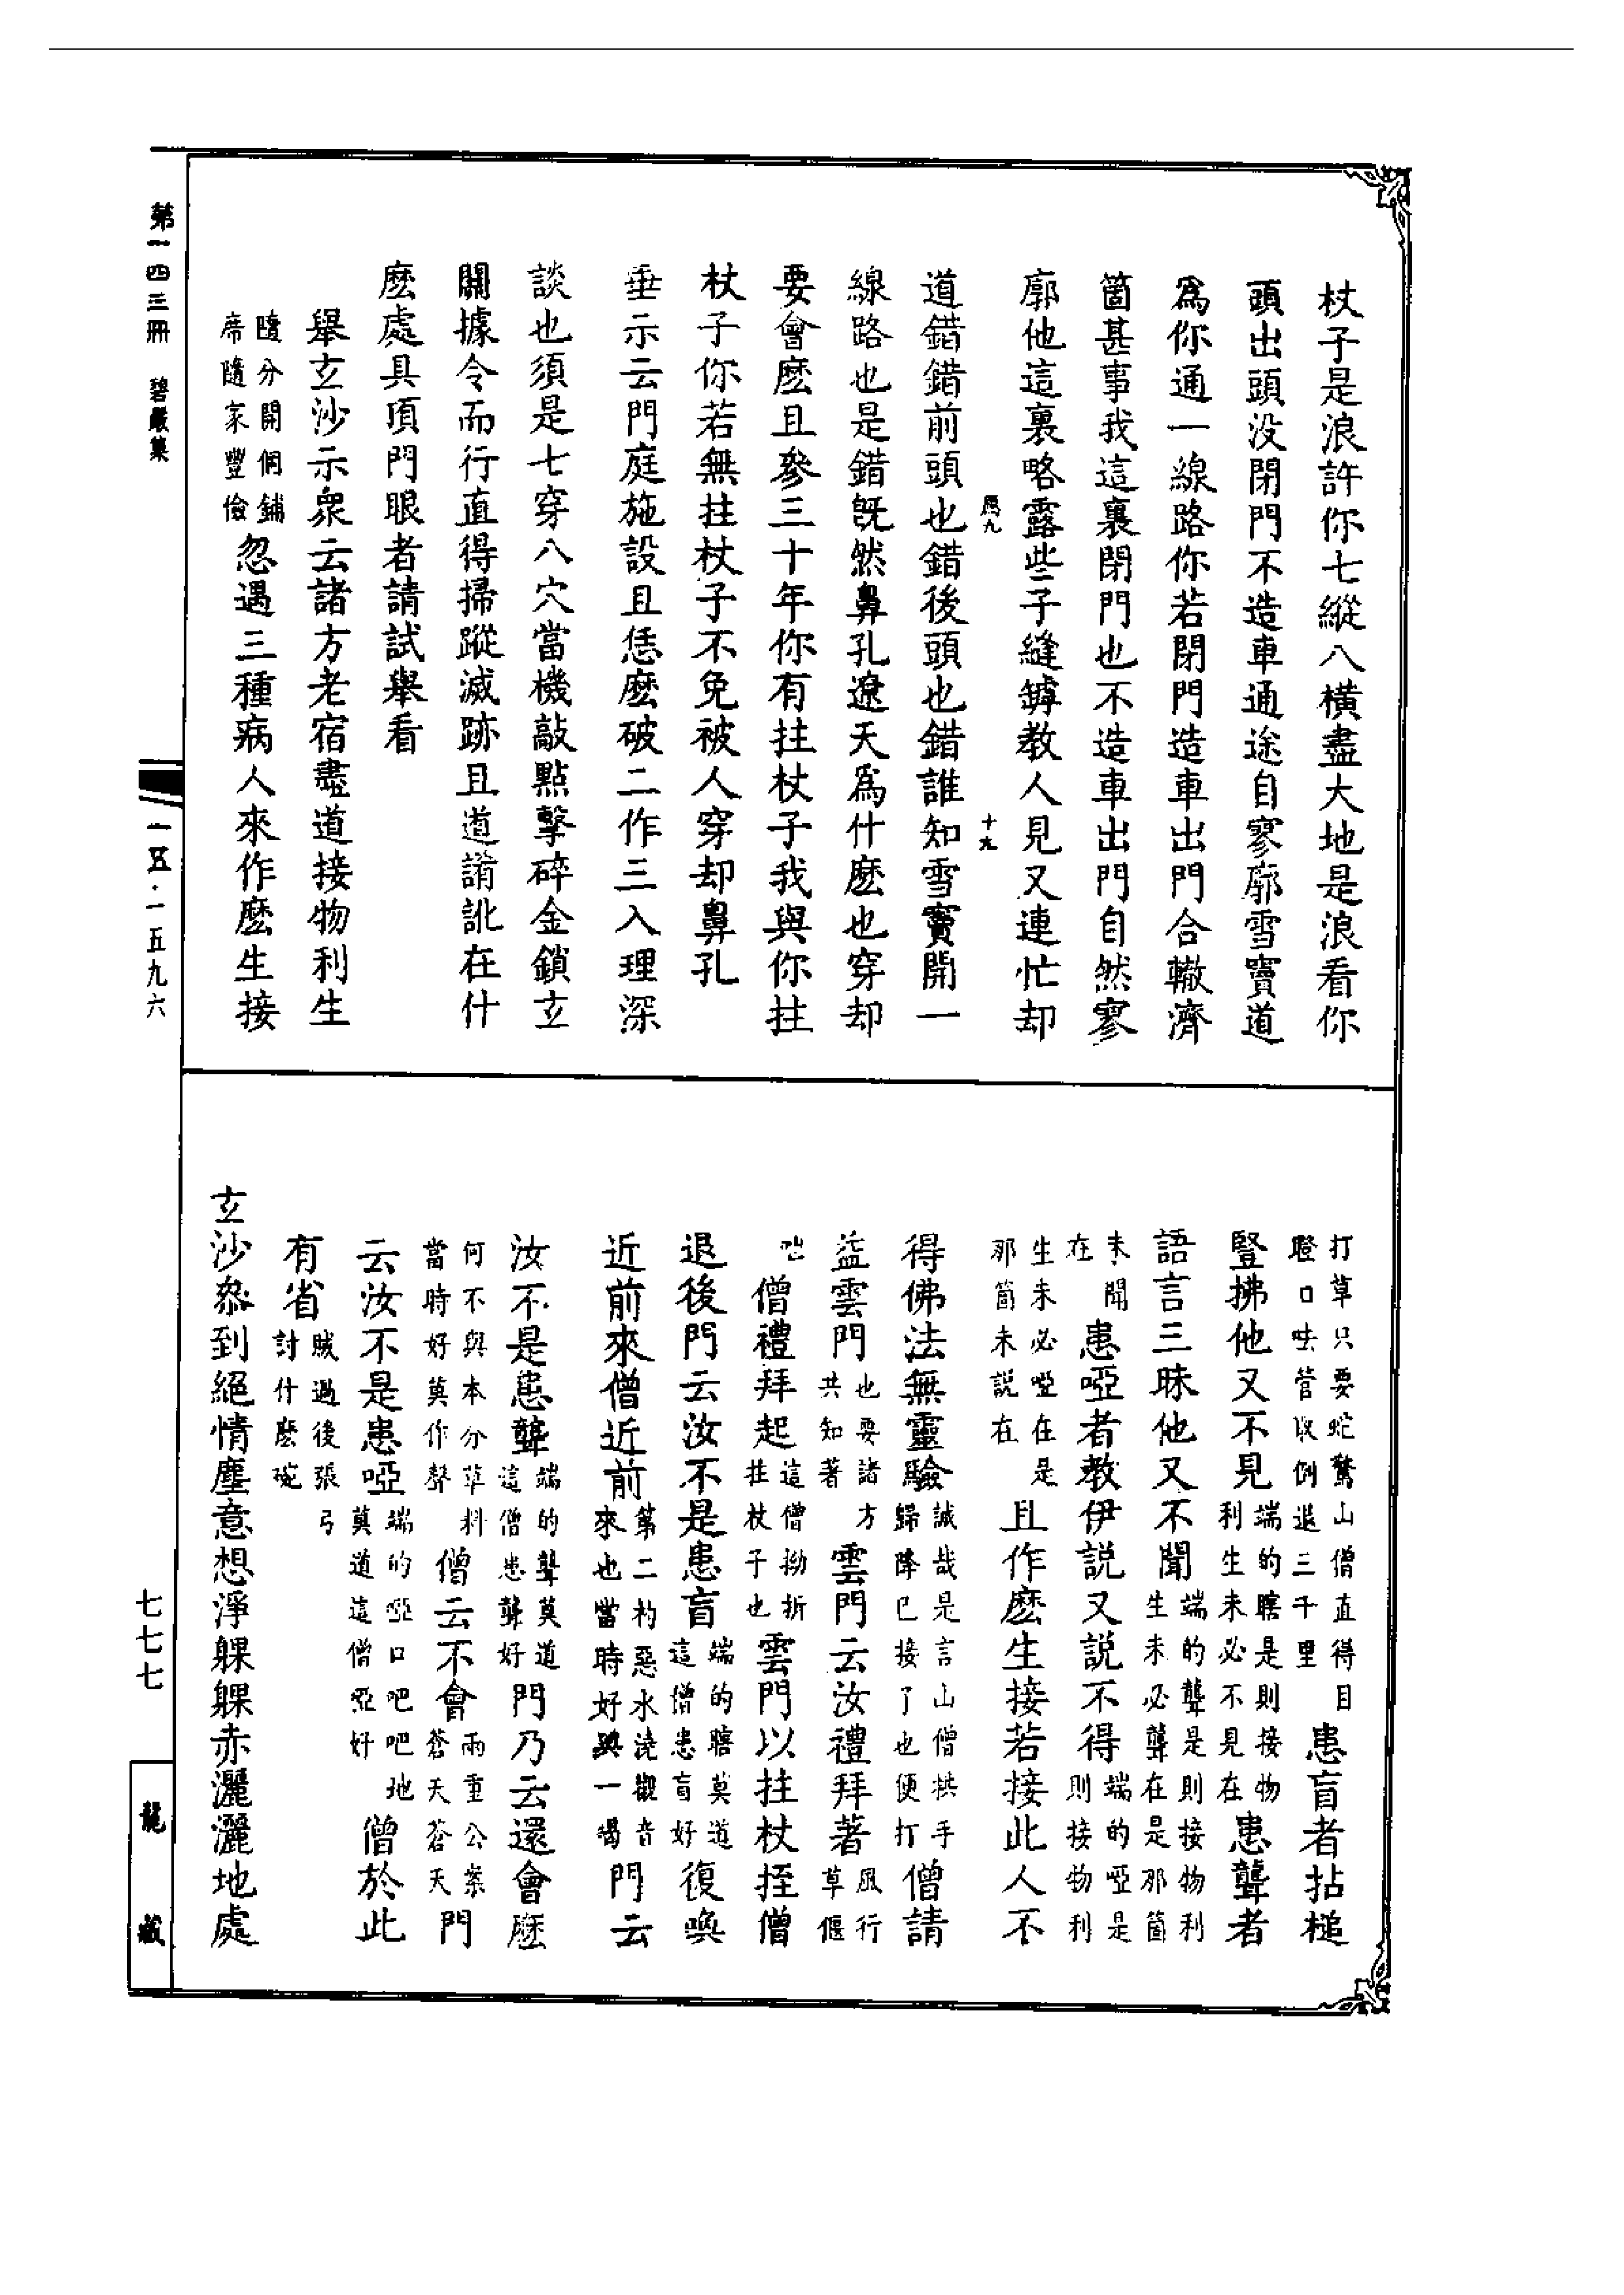 杖子是浪許你七縱八橫盡大地是浪看你
頭出頭没閉門不造車通途自寥廓雪竇道
爲你通一線路你若閉門造車出門合轍濟
箇甚事我這裏閉門也不造車出門自然寥
廓他這裏略露些子縫罅教人見又連忙却
九
十九
道錯錯前頭也錯後頭也錯誰知雪竇開一
線路也是錯旣然鼻孔遼天爲什麽也穿却
要會麽且參三十年你有拄杖子我與你拄
杖子你若無拄杖子不免被人穿却鼻孔
垂示云門庭施設且恁麽破二作三入理深
談也須是七穿八穴當機敲點擊碎金鎖玄
關據令而行直得掃蹤滅跡且道誵訛在什
麽處具頂門眼者請試舉看
舉玄沙示衆云諸方老宿盡道接物利生
隨分開個鋪席隨家豐儉忽遇三種病人來作麽生接
打草只要蛇驚山僧直得目瞪口呿管取倒退三千里患盲者拈槌
豎拂他又不見端的瞎是則接物利生未必不見在患聾者
語言三昧他又不聞端的聾是則接物利生未必聾在是那箇
未聞在患啞者教伊説又説不得端的啞是則接物利
生未必啞在是那箇未説在且作麽生接若接此人不
得佛法無靈驗誠哉是言山僧拱手歸降已接了也便打僧請
益雲門也要諸方共知著雲門云汝禮拜著風行草偃
咄僧禮拜起這僧拗折拄杖子也雲門以拄杖挃僧
退後門云汝不是患盲端的瞎莫道這僧患盲好復喚
近前來僧近前第二杓惡水澆觀音來也當時好與一喝門云
汝不是患聾端的聾莫道這僧患聾好門乃云還會麽
何不與本分草料當時好莫作聲僧云不會兩重公案蒼天蒼天門
云汝不是患啞端的啞口吧吧地莫道這僧啞好僧於此
有省賊過後張弓討什麽碗
玄沙參到絕情塵意想淨躶躶赤灑灑地處
第一四三冊　碧巖集
一五·一五九六
七七七
龍藏